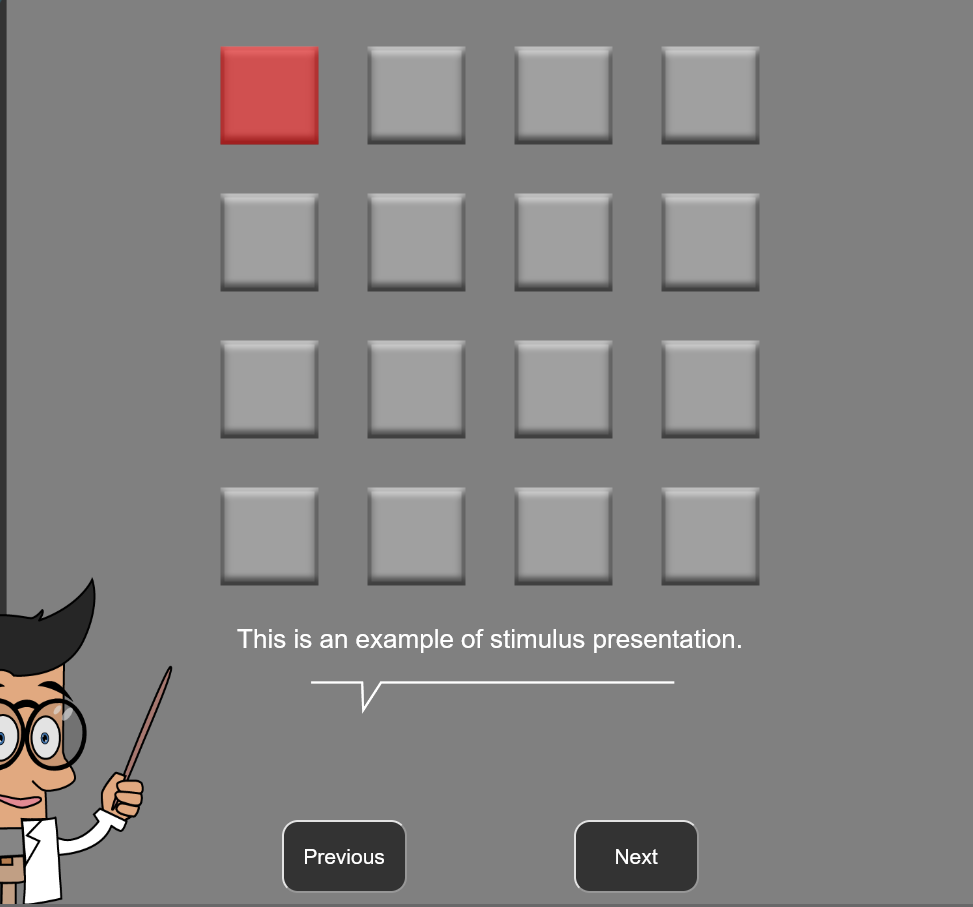 This is an example of stimulus presentation.
Previous
Next